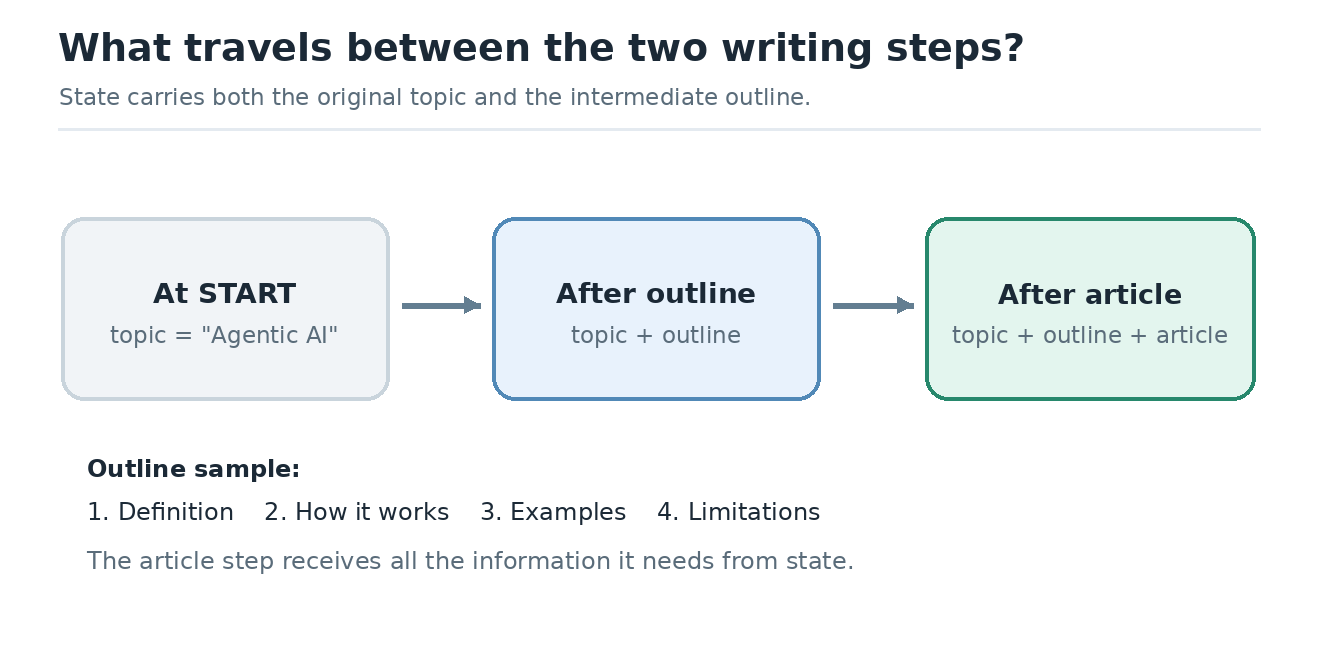 What travels between the two writing steps?
State carries both the original topic and the intermediate outline.
At START
topic = "Agentic AI"
After outline
topic + outline
After article
topic + outline + article
Outline sample:
1. Definition    2. How it works    3. Examples    4. Limitations
The article step receives all the information it needs from state.